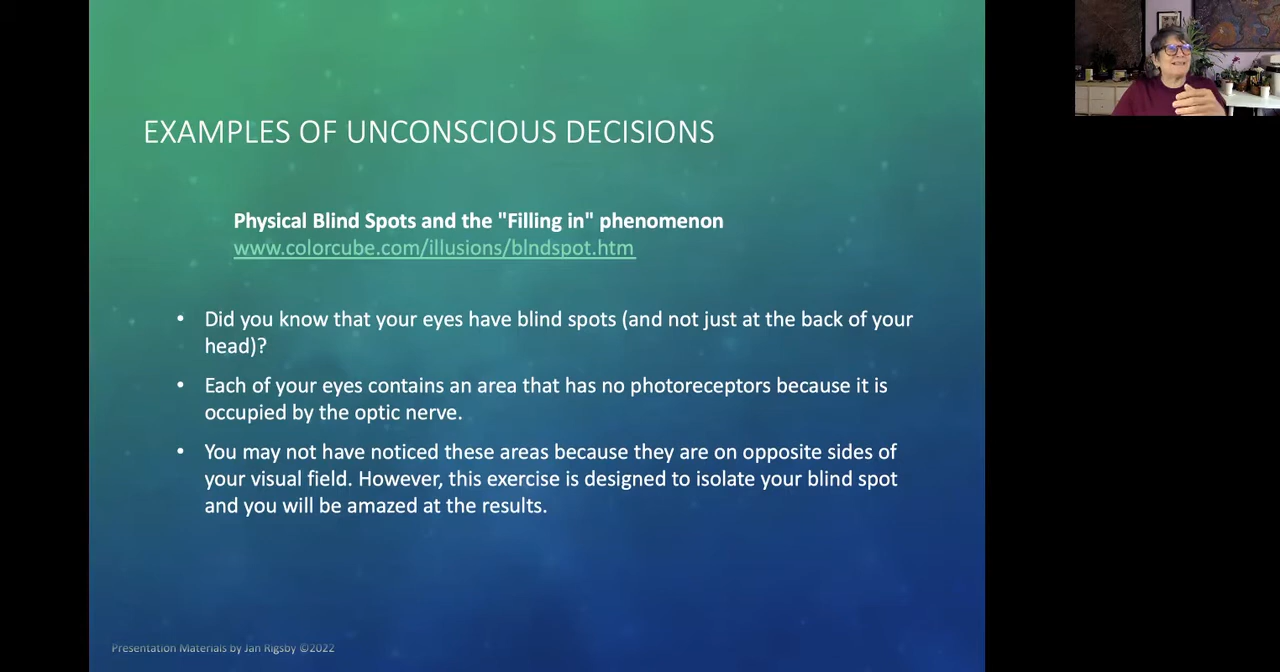 EXAMPLES OF UNCONSCIOUS DECISIONS
Physical Blind Spots and the "Filling in" phenomenon
www.colorcube.com/illusions/blndspot.htm
• Did you know that your eyes have blind spots (and not just at the back of your
head)?
• Each of your eyes contains an area that has no photoreceptors because it is
occupied by the optic nerve.
• You may not have noticed these areas because they are on opposite sides of
your visual field. However, this exercise is designed to isolate your blind spot
and you will be amazed at the results.
Presentation Materials by Jan Rigsby ©2022